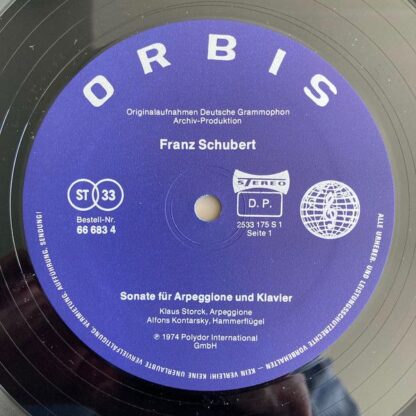 ORBIS
Originalaufnahmen Deutsche Grammophon
Archiv-Produktion
Franz Schubert
ST 33
Bestell-Nr.
66 683 4
STEREO
D. P.
2533 175 S 1
Seite 1
Sonate für Arpeggione und Klavier
Klaus Storck, Arpeggione
Alfons Kontarsky, Hammerflügel
℗ 1974 Polydor International
GmbH
ALLE URHEBER- UND LEISTUNGSSCHUTZRECHTE VORBEHALTEN – KEIN VERLEIH! KEINE UNERLAUBTE VERVIELFÄLTIGUNG, VERMIETUNG, AUFFÜHRUNG, SENDUNG!